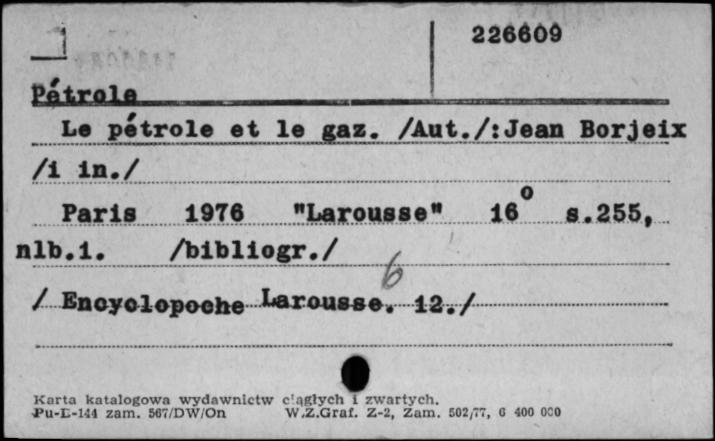 226609
Pétrole
Le pétrole et le gaz. /Aut./:Jean Borjeix
/i in./
Paris 1976 "Larousse" 16o s.255,
nlb.1. /bibliogr./
6
/ Encyclopoche Larousse. 12./
Karta katalogowa wydawnictw ciągłych i zwartych.
Pu-D-144 zam. 567/DW/On W.Z.Graf. Z-2, Zam. 502/77, 6 400 000